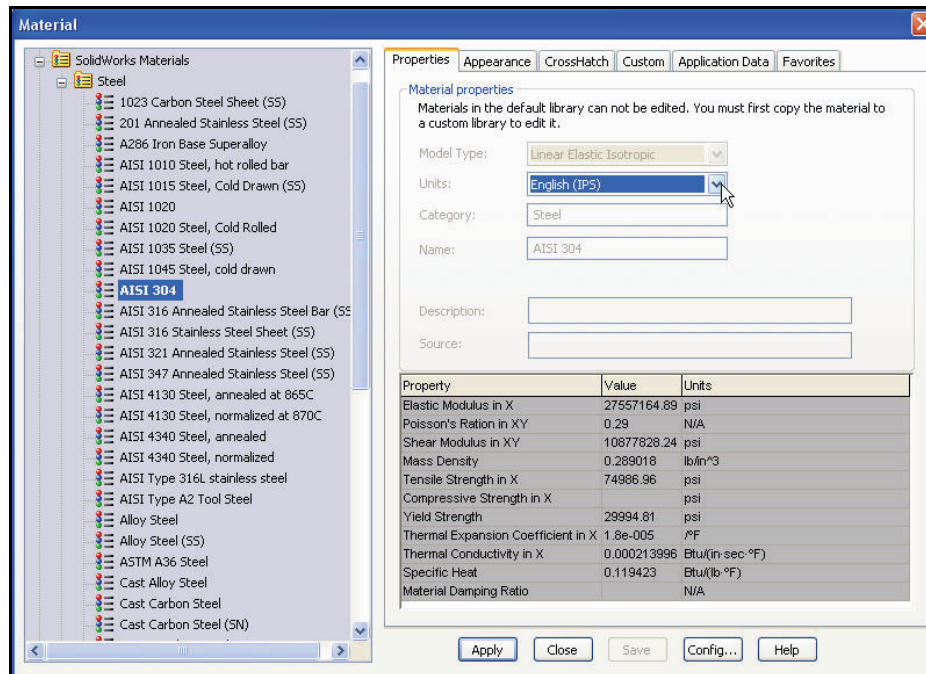 Material
SolidWorks Materials
Steel
1023 Carbon Steel Sheet (SS)
201 Annealed Stainless Steel (SS)
A286 Iron Base Superalloy
AISI 1010 Steel, hot rolled bar
AISI 1015 Steel, Cold Drawn (SS)
AISI 1020
AISI 1020 Steel, Cold Rolled
AISI 1035 Steel (SS)
AISI 1045 Steel, cold drawn
AISI 304
AISI 316 Annealed Stainless Steel Bar (SS
AISI 316 Stainless Steel Sheet (SS)
AISI 321 Annealed Stainless Steel (SS)
AISI 347 Annealed Stainless Steel (SS)
AISI 4130 Steel, annealed at 865C
AISI 4130 Steel, normalized at 870C
AISI 4340 Steel, annealed
AISI 4340 Steel, normalized
AISI Type 316L stainless steel
AISI Type A2 Tool Steel
Alloy Steel
Alloy Steel (SS)
ASTM A36 Steel
Cast Alloy Steel
Cast Carbon Steel
Cast Carbon Steel (SN)
Properties Appearance CrossHatch Custom Application Data Favorites
Material properties
Materials in the default library can not be edited. You must first copy the material to
a custom library to edit it.
Model Type: Linear Elastic Isotropic
Units: English (IPS)
Category: Steel
Name: AISI 304
Description:
Source:
Property Value Units
Elastic Modulus in X 27557164.89 psi
Poisson's Ration in XY 0.29 N/A
Shear Modulus in XY 10877828.24 psi
Mass Density 0.289018 lb/in^3
Tensile Strength in X 74986.96 psi
Compressive Strength in X psi
Yield Strength 29994.81 psi
Thermal Expansion Coefficient in X 1.8e-005 /°F
Thermal Conductivity in X 0.000213996 Btu/(in·sec·°F)
Specific Heat 0.119423 Btu/(lb·°F)
Material Damping Ratio N/A
Apply Close Save Config... Help